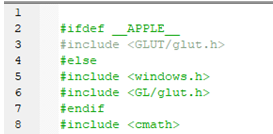 1
2 #ifdef __APPLE__
3 #include <GLUT/glut.h>
4 #else
5 #include <windows.h>
6 #include <GL/glut.h>
7 #endif
8 #include <cmath>